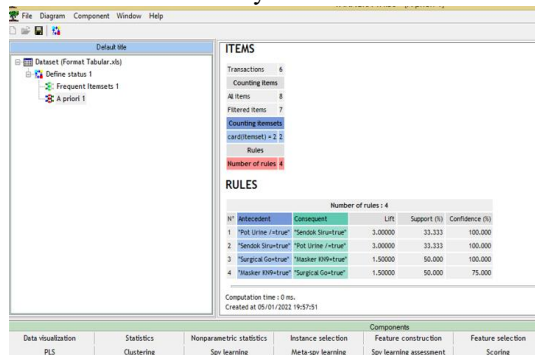 File Diagram Component Window Help
Default title
Dataset (Format Tabular.xls)
Define status 1
Frequent Itemsets 1
A priori 1
ITEMS
Transactions 6
Counting items
All items 8
Filtered items 7
Counting itemsets
card(itemset) = 2 2
Rules
Number of rules 4
RULES
Number of rules : 4
N° Antecedent Consequent Lift Support (%) Confidence (%)
1 "Pot Urine /=true" "Sendok Siru=true" 3.00000 33.333 100.000
2 "Sendok Siru=true" "Pot Urine /=true" 3.00000 33.333 100.000
3 "Surgical Go=true" "Masker KN9=true" 1.50000 50.000 100.000
4 "Masker KN9=true" "Surgical Go=true" 1.50000 50.000 75.000
Computation time : 0 ms.
Created at 05/01/2022 19:57:51
Components
Data visualization Statistics Nonparametric statistics Instance selection Feature construction Feature selection
PLS Clustering Spv learning Meta-spv learning Spv learning assessment Scoring